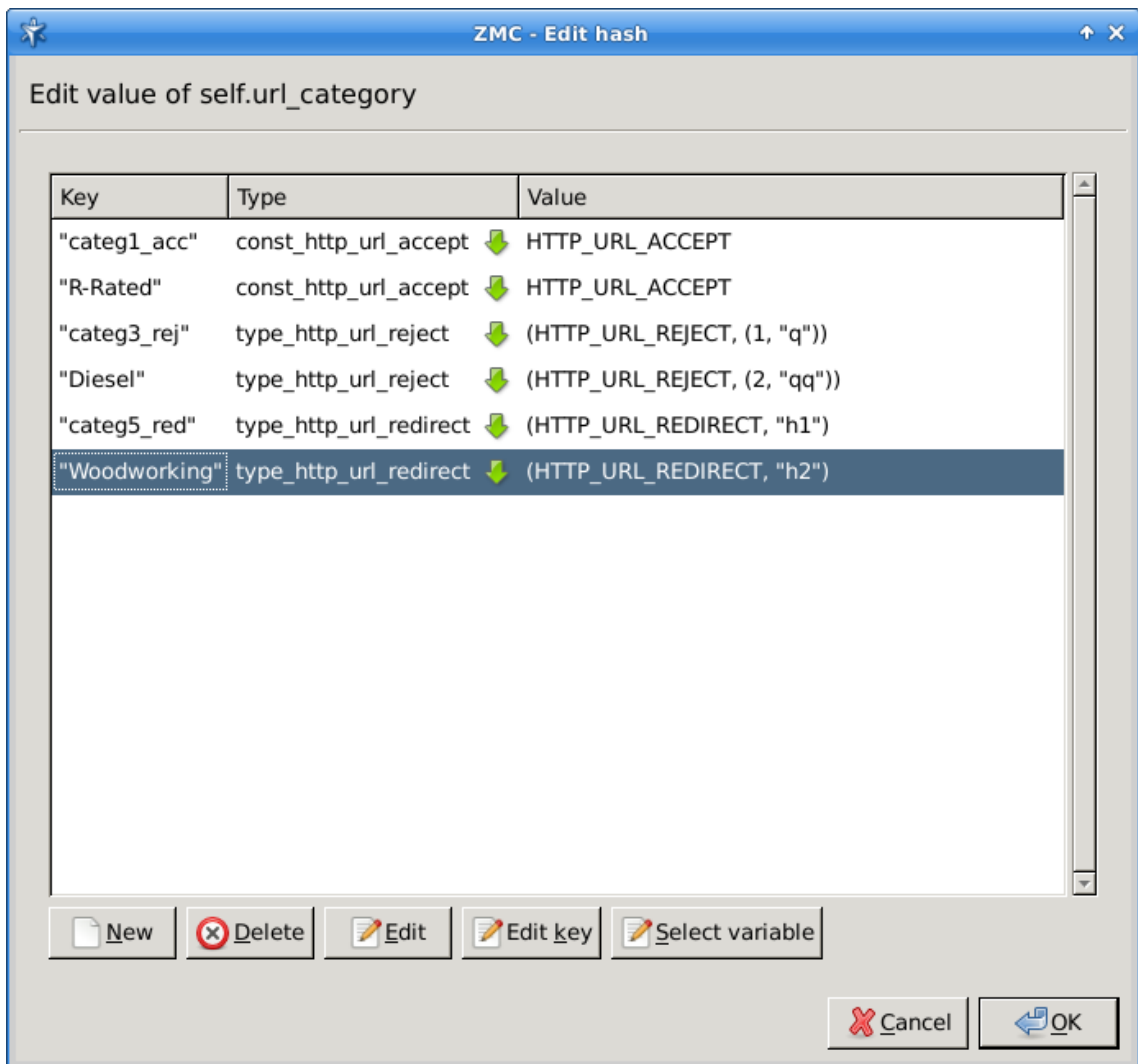 ZMC - Edit hash
Edit value of self.url_category
Key Type Value
"categ1_acc" const_http_url_accept HTTP_URL_ACCEPT
"R-Rated" const_http_url_accept HTTP_URL_ACCEPT
"categ3_rej" type_http_url_reject (HTTP_URL_REJECT, (1, "q"))
"Diesel" type_http_url_reject (HTTP_URL_REJECT, (2, "qq"))
"categ5_red" type_http_url_redirect (HTTP_URL_REDIRECT, "h1")
"Woodworking" type_http_url_redirect (HTTP_URL_REDIRECT, "h2")
New Delete Edit Edit key Select variable
Cancel OK